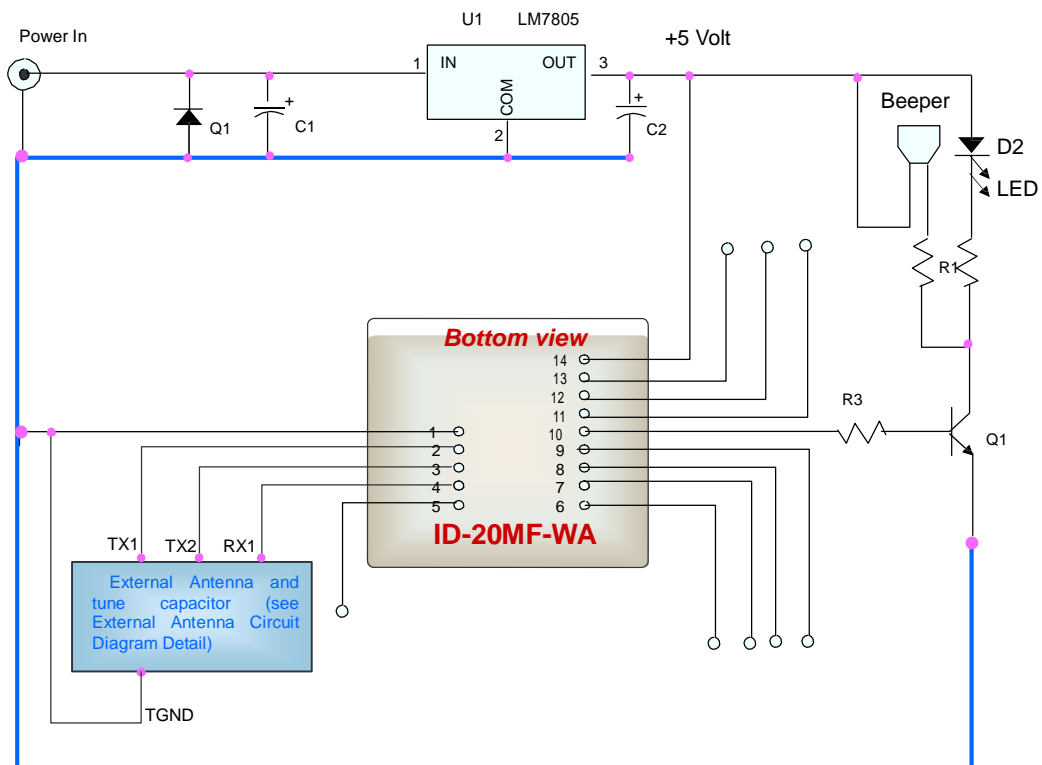 U1 LM7805
Power In
+5 Volt
1 IN OUT 3
COM
2
Q1
+
C1
+
C2
Beeper
D2
LED
R1
Bottom view
14
13
12
11
10
9
8
7
6
1
2
3
4
5
R3
Q1
ID-20MF-WA
TX1 TX2 RX1
External Antenna and
tune capacitor (see
External Antenna Circuit
Diagram Detail)
TGND